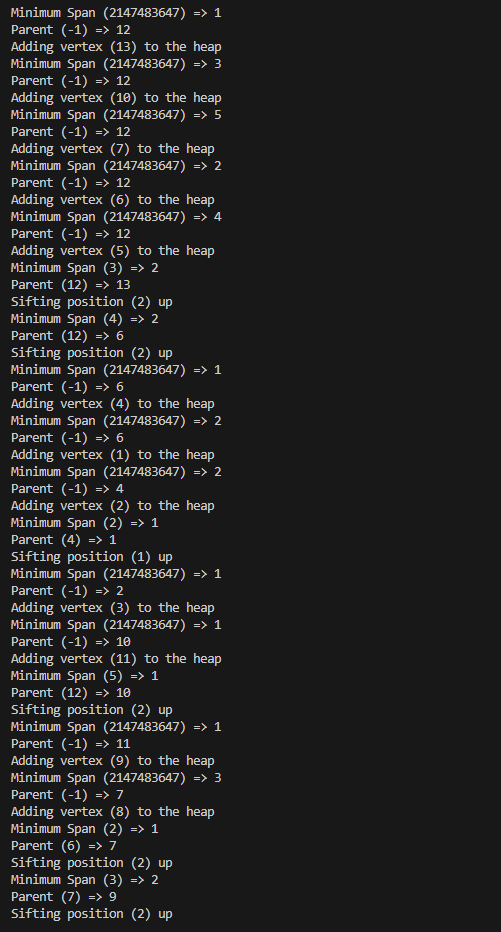 Minimum Span (2147483647) => 1
Parent (-1) => 12
Adding vertex (13) to the heap
Minimum Span (2147483647) => 3
Parent (-1) => 12
Adding vertex (10) to the heap
Minimum Span (2147483647) => 5
Parent (-1) => 12
Adding vertex (7) to the heap
Minimum Span (2147483647) => 2
Parent (-1) => 12
Adding vertex (6) to the heap
Minimum Span (2147483647) => 4
Parent (-1) => 12
Adding vertex (5) to the heap
Minimum Span (3) => 2
Parent (12) => 13
Sifting position (2) up
Minimum Span (4) => 2
Parent (12) => 6
Sifting position (2) up
Minimum Span (2147483647) => 1
Parent (-1) => 6
Adding vertex (4) to the heap
Minimum Span (2147483647) => 2
Parent (-1) => 6
Adding vertex (1) to the heap
Minimum Span (2147483647) => 2
Parent (-1) => 4
Adding vertex (2) to the heap
Minimum Span (2) => 1
Parent (4) => 1
Sifting position (1) up
Minimum Span (2147483647) => 1
Parent (-1) => 2
Adding vertex (3) to the heap
Minimum Span (2147483647) => 1
Parent (-1) => 10
Adding vertex (11) to the heap
Minimum Span (5) => 1
Parent (12) => 10
Sifting position (2) up
Minimum Span (2147483647) => 1
Parent (-1) => 11
Adding vertex (9) to the heap
Minimum Span (2147483647) => 3
Parent (-1) => 7
Adding vertex (8) to the heap
Minimum Span (2) => 1
Parent (6) => 7
Sifting position (2) up
Minimum Span (3) => 2
Parent (7) => 9
Sifting position (2) up